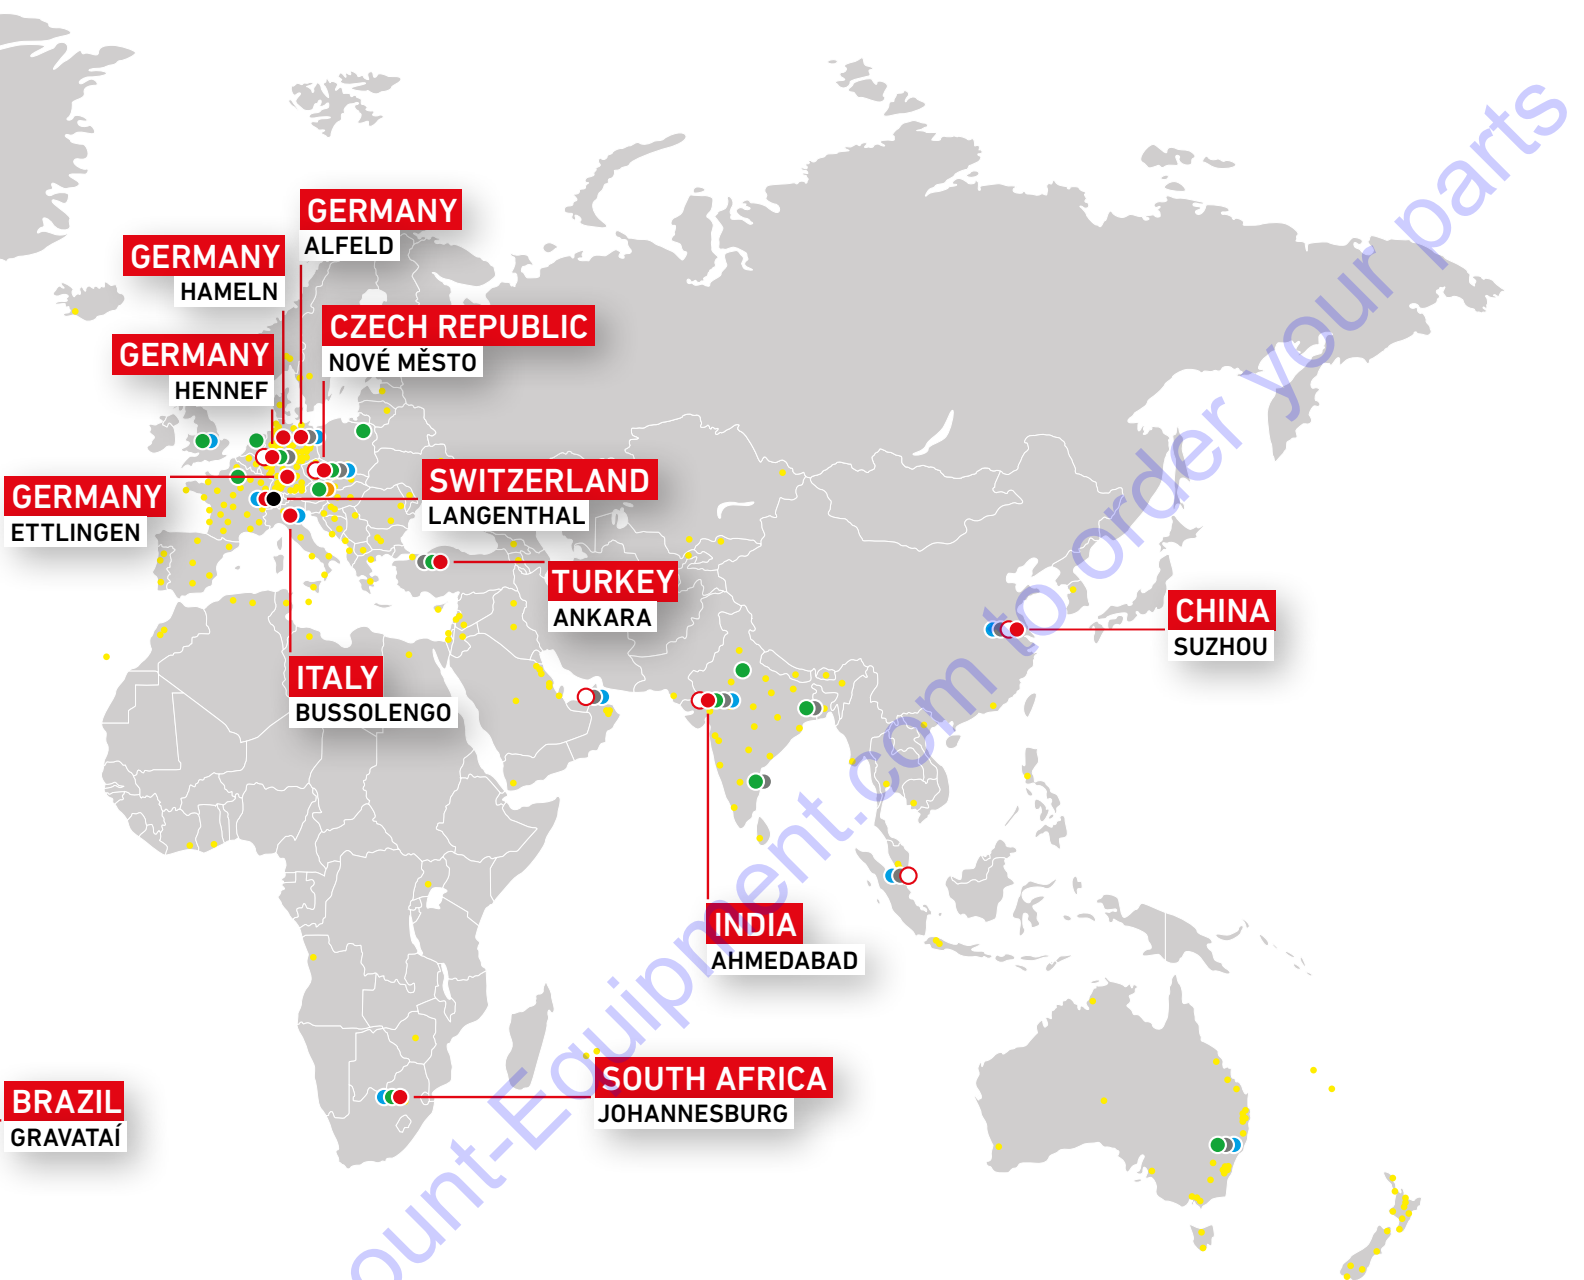 GERMANY
ALFELD
GERMANY
HAMELN
CZECH REPUBLIC
NOVÉ MĚSTO
GERMANY
HENNEF
SWITZERLAND
LANGENTHAL
GERMANY
ETTLINGEN
TURKEY
ANKARA
CHINA
SUZHOU
ITALY
BUSSOLENGO
INDIA
AHMEDABAD
SOUTH AFRICA
JOHANNESBURG
BRAZIL
GRAVATAÍ
ount-Equipment.com to order your parts